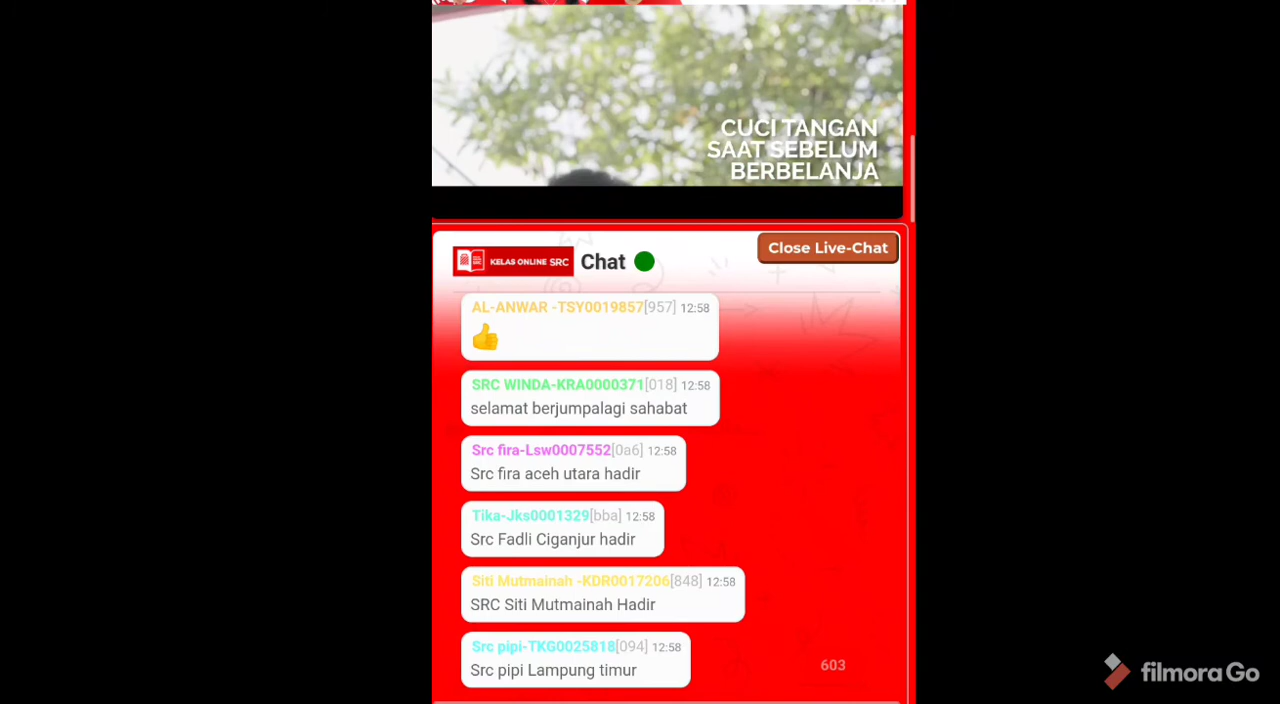 CUCI TANGAN
SAAT SEBELUM
BERBELANJA
KELAS ONLINE SRC Chat Close Live-Chat
AL-ANWAR -TSY0019857[957] 12:58
👍
SRC WINDA-KRA0000371[018] 12:58
selamat berjumpalagi sahabat
Src fira-Lsw0007552[0a6] 12:58
Src fira aceh utara hadir
Tika-Jks0001329[bba] 12:58
Src Fadli Ciganjur hadir
Siti Mutmainah -KDR0017206[848] 12:58
SRC Siti Mutmainah Hadir
Src pipi-TKG0025818[094] 12:58
Src pipi Lampung timur
603
filmora Go